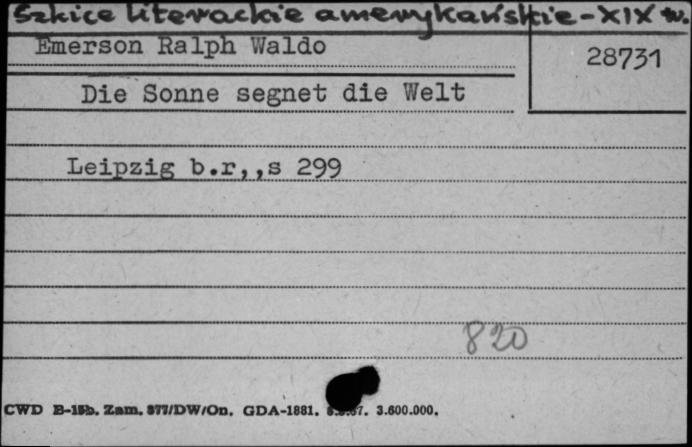 Szkice literackie amerykańskie - XIX w.
Emerson Ralph Waldo
28731
Die Sonne segnet die Welt
Leipzig b.r,,s 299
820
CWD B-15b. Zam. 877/DW/On. GDA-1881. 3.600.000.